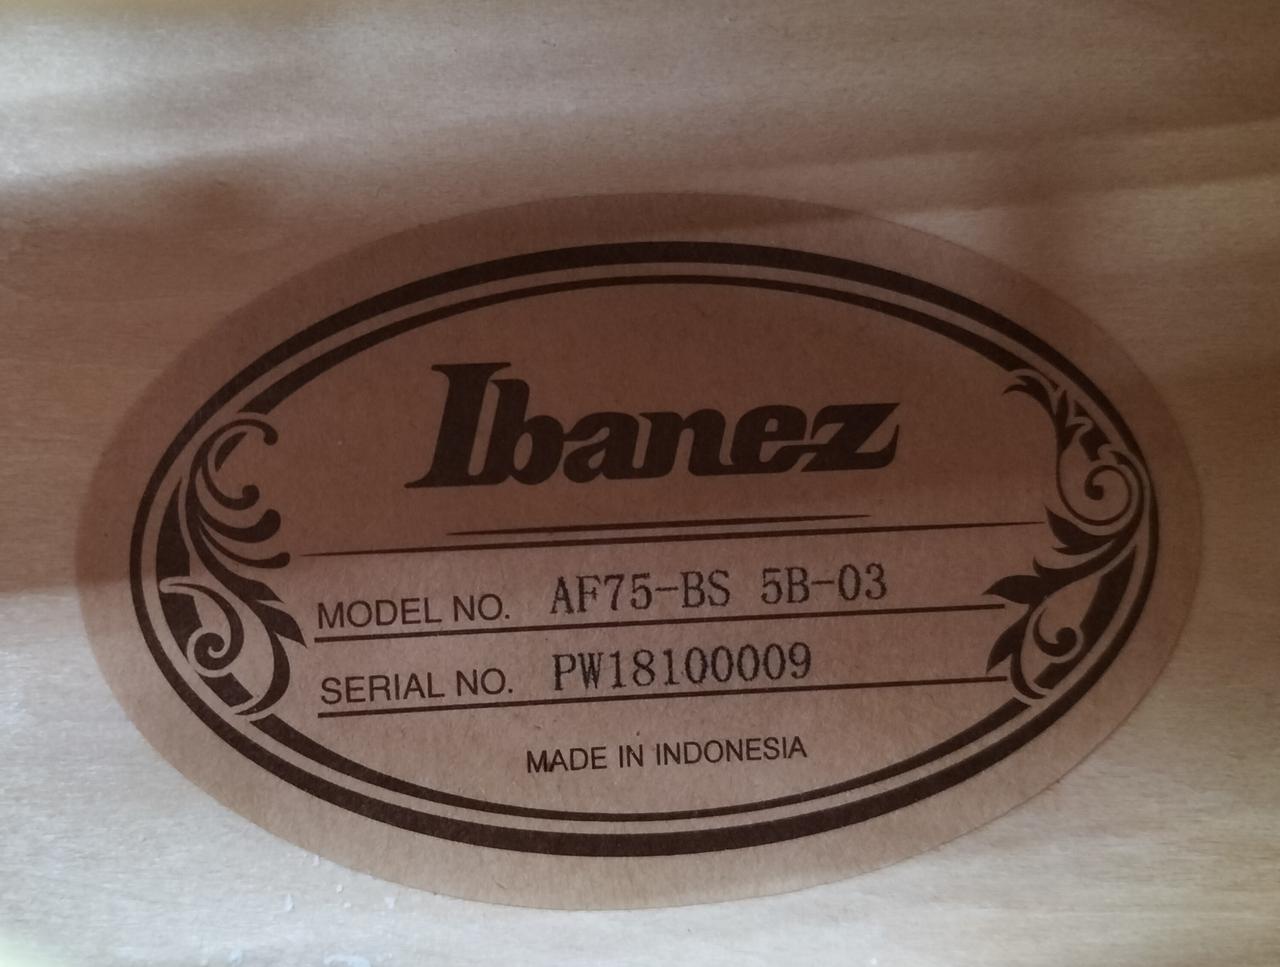 Ibanez
MODEL NO. AF75-BS 5B-03
SERIAL NO. PW18100009
MADE IN INDONESIA